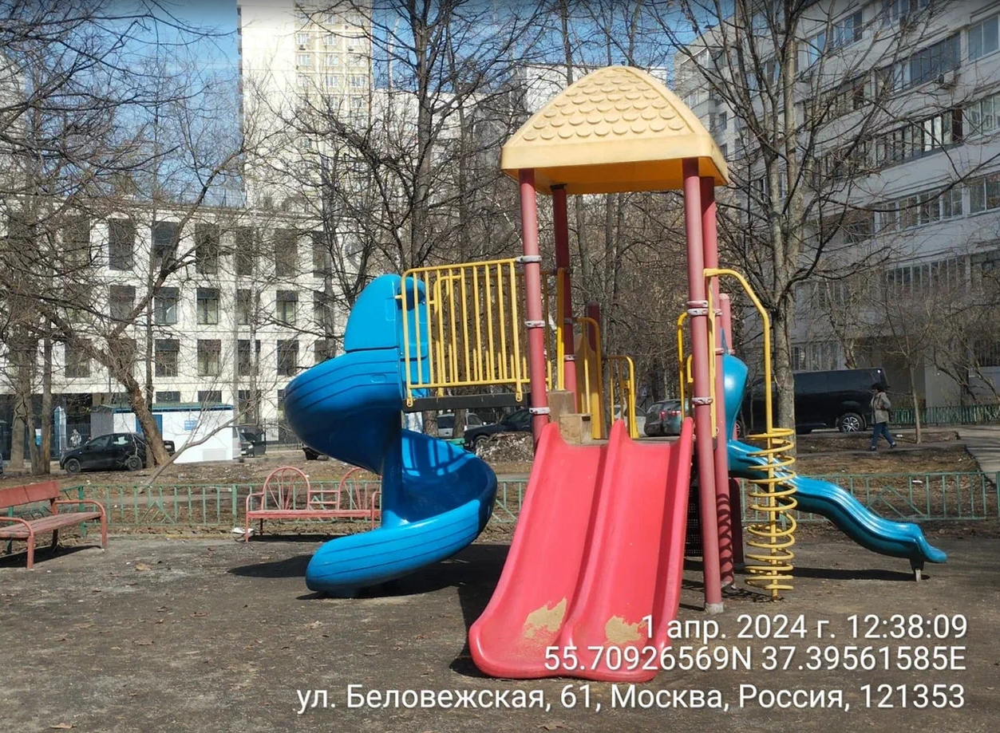 1 апр. 2024 г. 12:38:09
55.70926569N 37.39561585E
ул. Беловежская, 61, Москва, Россия, 121353